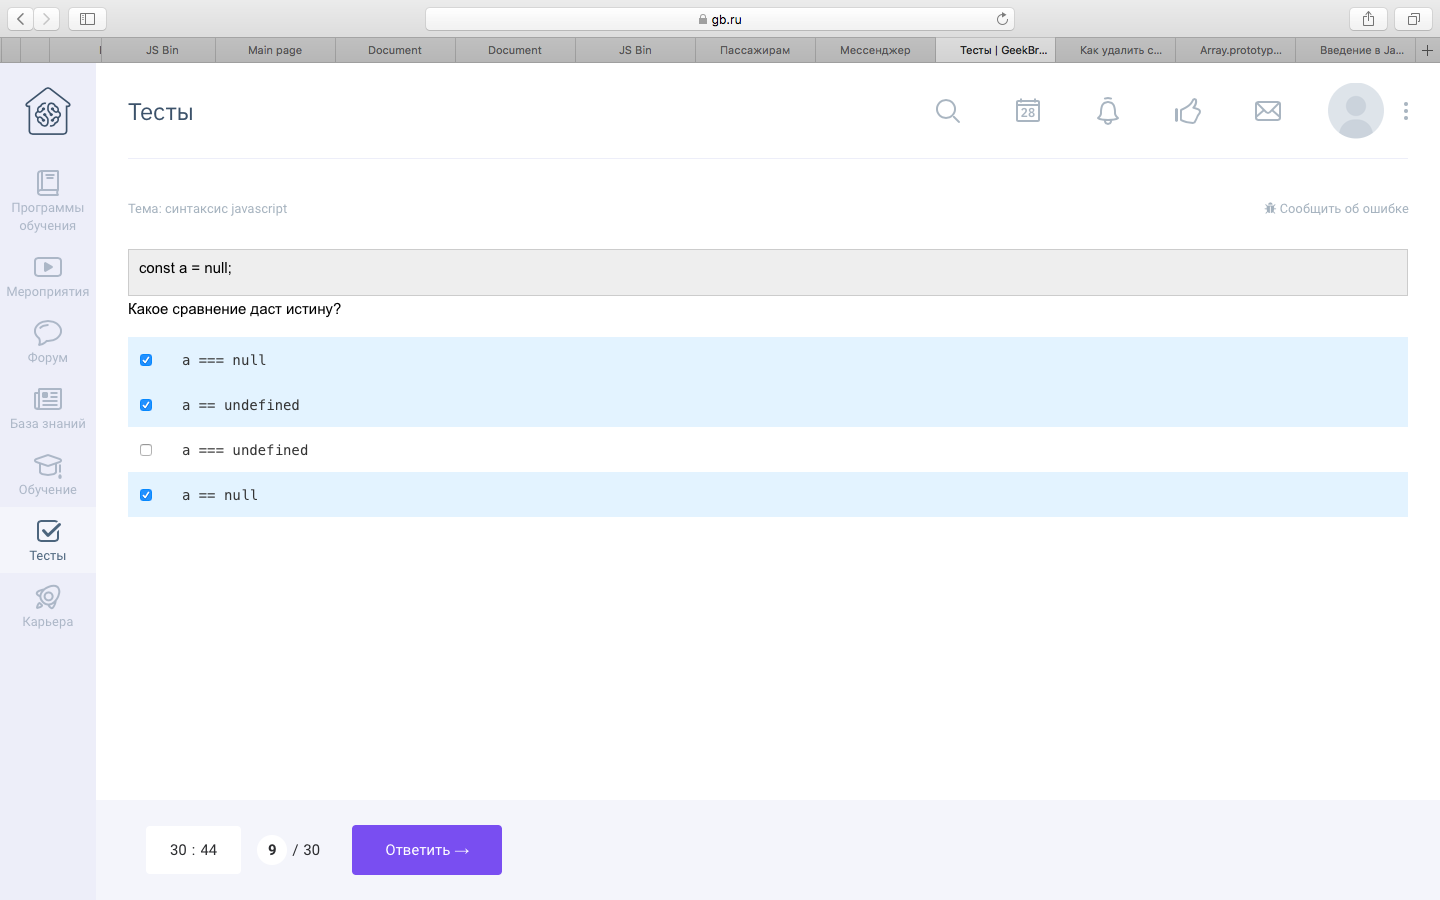 gb.ru
JS Bin
Main page
Document
Document
JS Bin
Пассажирам
Мессенджер
Тесты | GeekBr...
Как удалить с...
Array.prototyp...
Введение в Ja...
Тесты
28
Программы
обучения
Мероприятия
Форум
База знаний
Обучение
Тесты
Карьера
Тема: синтаксис javascript
Сообщить об ошибке
const a = null;
Какое сравнение даст истину?
a === null
a == undefined
a === undefined
a == null
30 : 44
9 / 30
Ответить →